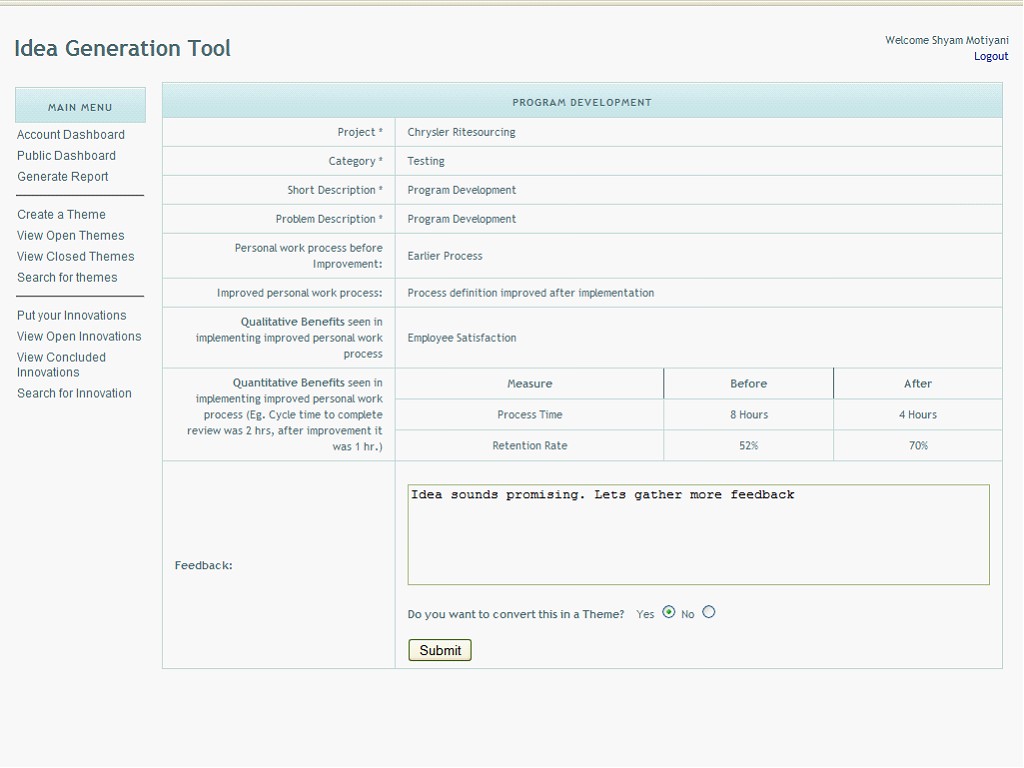 Idea Generation Tool
Welcome Shyam Motiyani
Logout
MAIN MENU
Account Dashboard
Public Dashboard
Generate Report
Create a Theme
View Open Themes
View Closed Themes
Search for themes
Put your Innovations
View Open Innovations
View Concluded
Innovations
Search for Innovation
PROGRAM DEVELOPMENT
Project * Chrysler Ritesourcing
Category * Testing
Short Description * Program Development
Problem Description * Program Development
Personal work process before
Improvement:
Earlier Process
Improved personal work process: Process definition improved after implementation
Qualitative Benefits seen in
implementing improved personal work
process
Employee Satisfaction
Quantitative Benefits seen in
implementing improved personal work
process (Eg. Cycle time to complete
review was 2 hrs, after improvement it
was 1 hr.)
Measure Before After
Process Time 8 Hours 4 Hours
Retention Rate 52% 70%
Feedback:
Idea sounds promising. Lets gather more feedback
Do you want to convert this in a Theme? Yes No
Submit